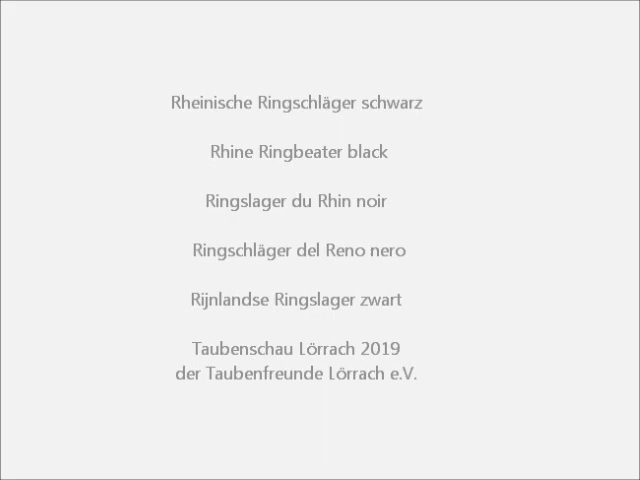 Rheinische Ringschläger schwarz
Rhine Ringbeater black
Ringslager du Rhin noir
Ringschläger del Reno nero
Rijnlandse Ringslager zwart
Taubenschau Lörrach 2019
der Taubenfreunde Lörrach e.V.